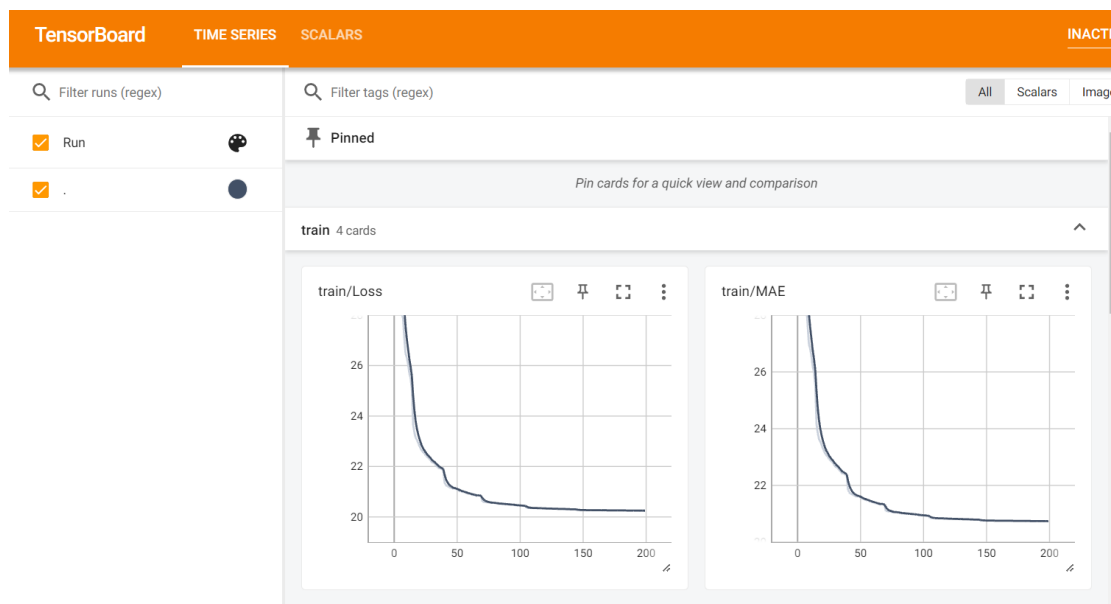 TensorBoard TIME SERIES SCALARS INACTI
Filter runs (regex)
Filter tags (regex) All Scalars Imag
Run
Pinned
.
Pin cards for a quick view and comparison
train 4 cards
train/Loss
26
24
22
20
0 50 100 150 200
train/MAE
26
24
22
0 50 100 150 200